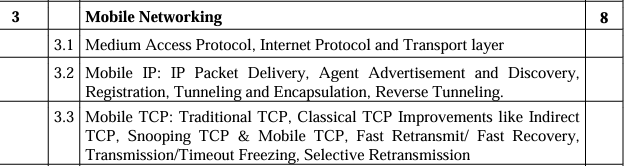 3 Mobile Networking 8
3.1 Medium Access Protocol, Internet Protocol and Transport layer
3.2 Mobile IP: IP Packet Delivery, Agent Advertisement and Discovery,
Registration, Tunneling and Encapsulation, Reverse Tunneling.
3.3 Mobile TCP: Traditional TCP, Classical TCP Improvements like Indirect
TCP, Snooping TCP & Mobile TCP, Fast Retransmit/ Fast Recovery,
Transmission/Timeout Freezing, Selective Retransmission